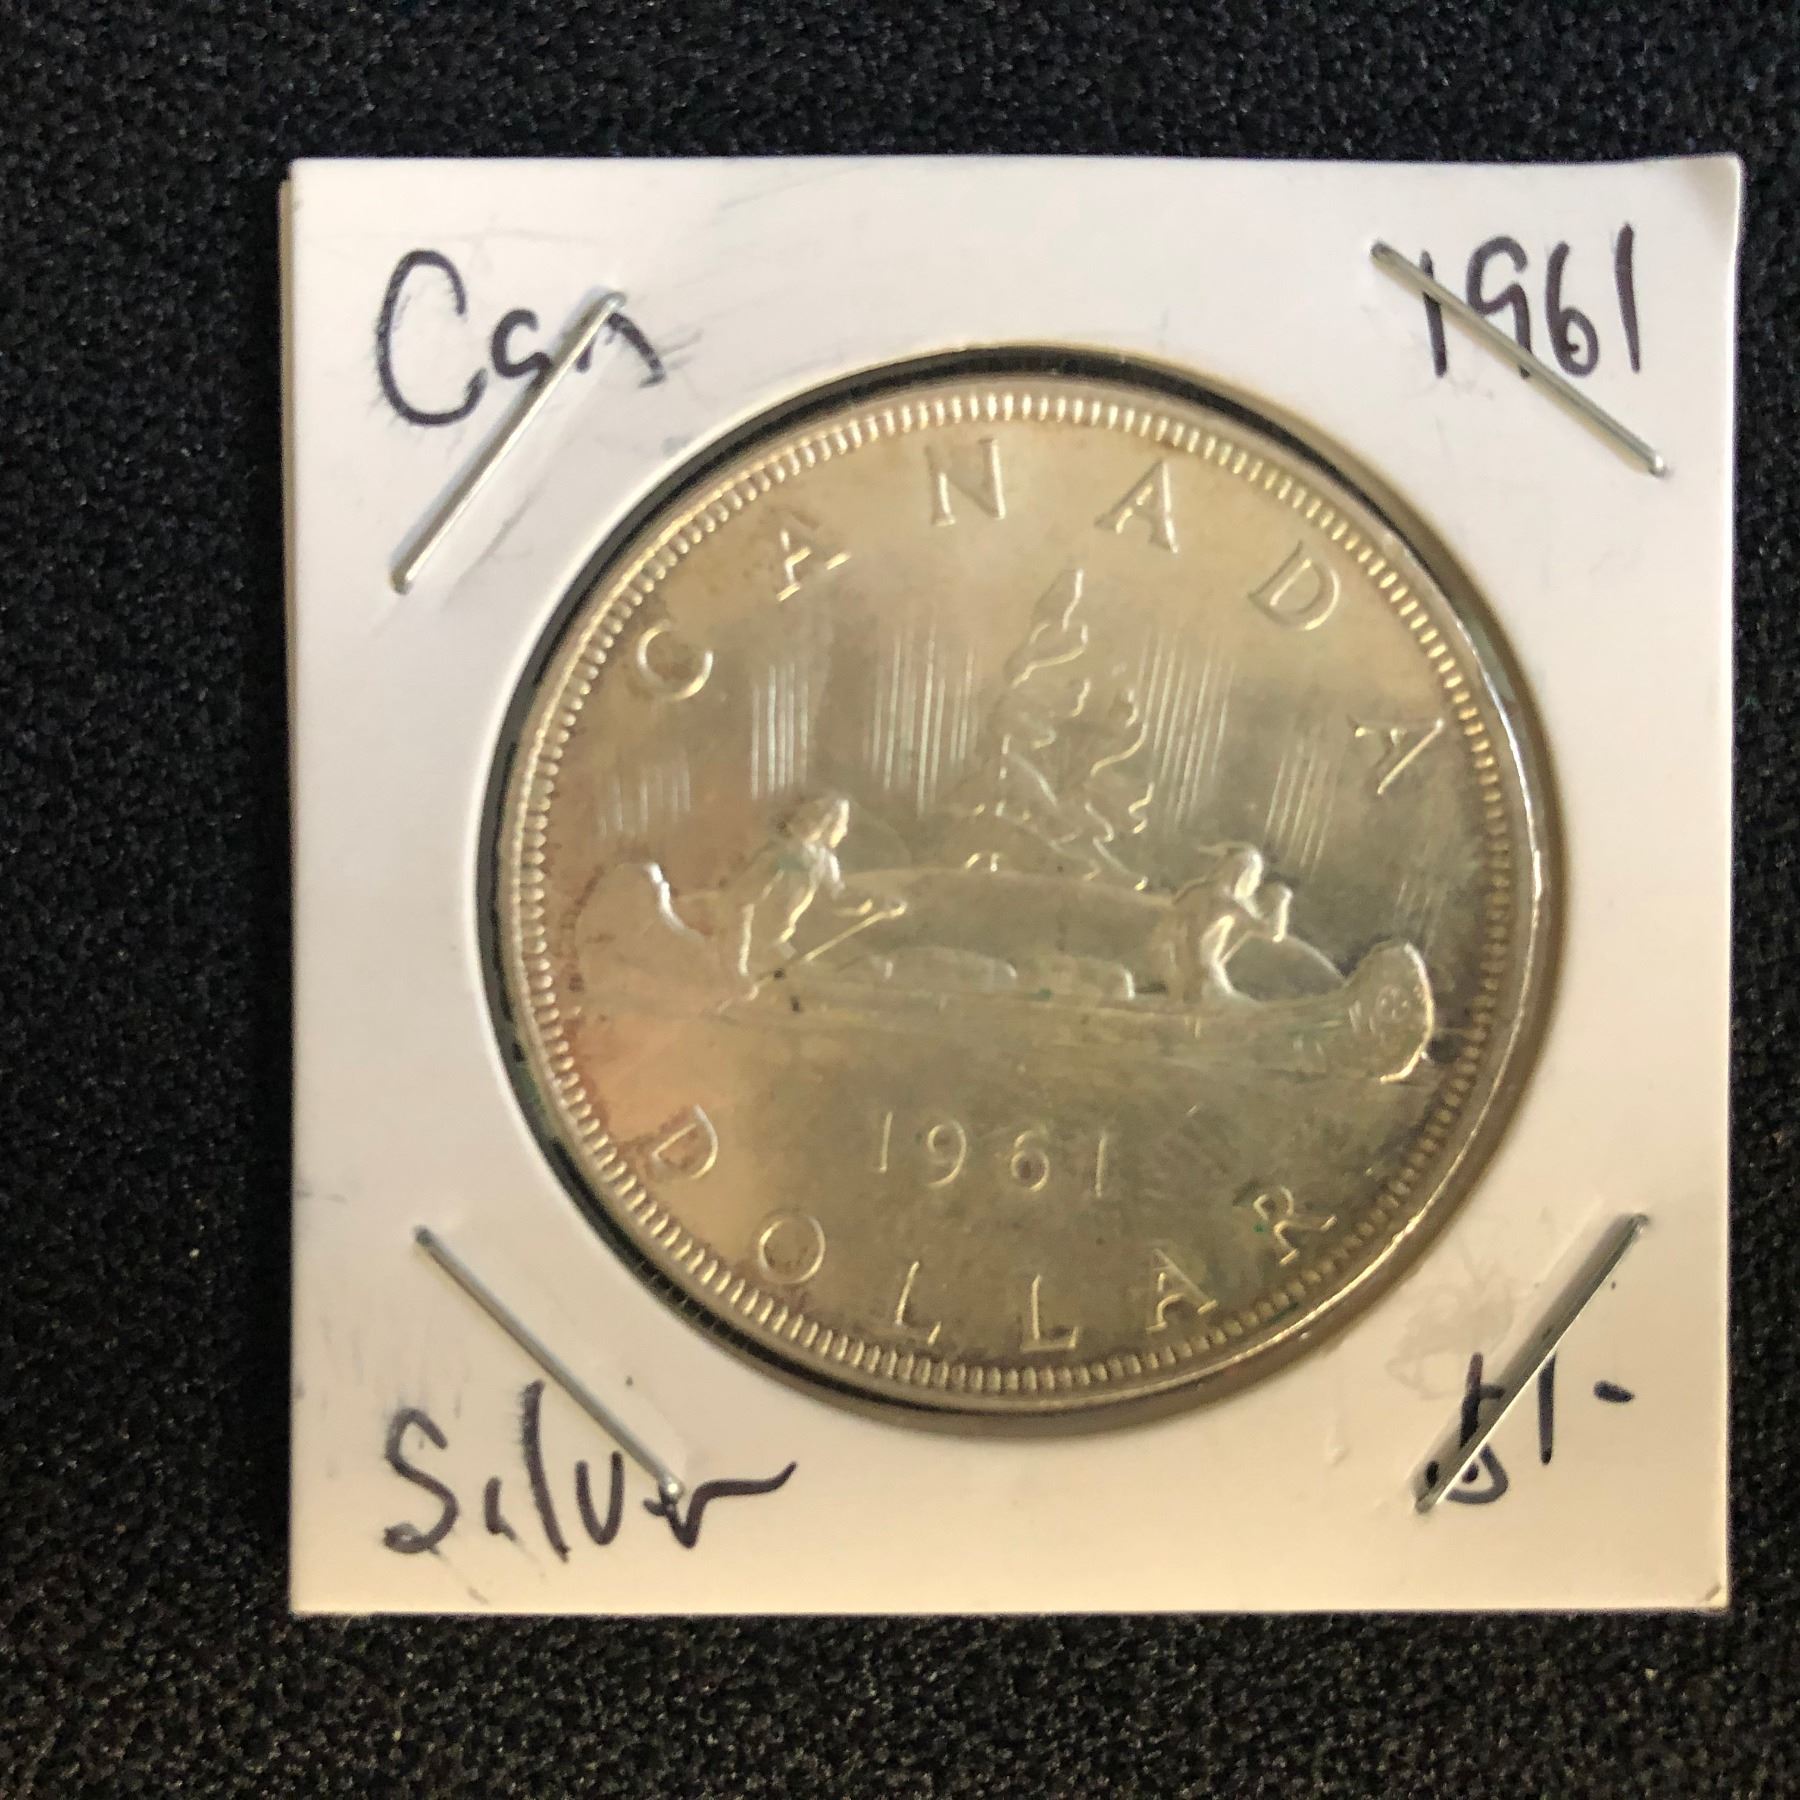 Can
1961
CANADA
1961
DOLLAR
Silver
$1-